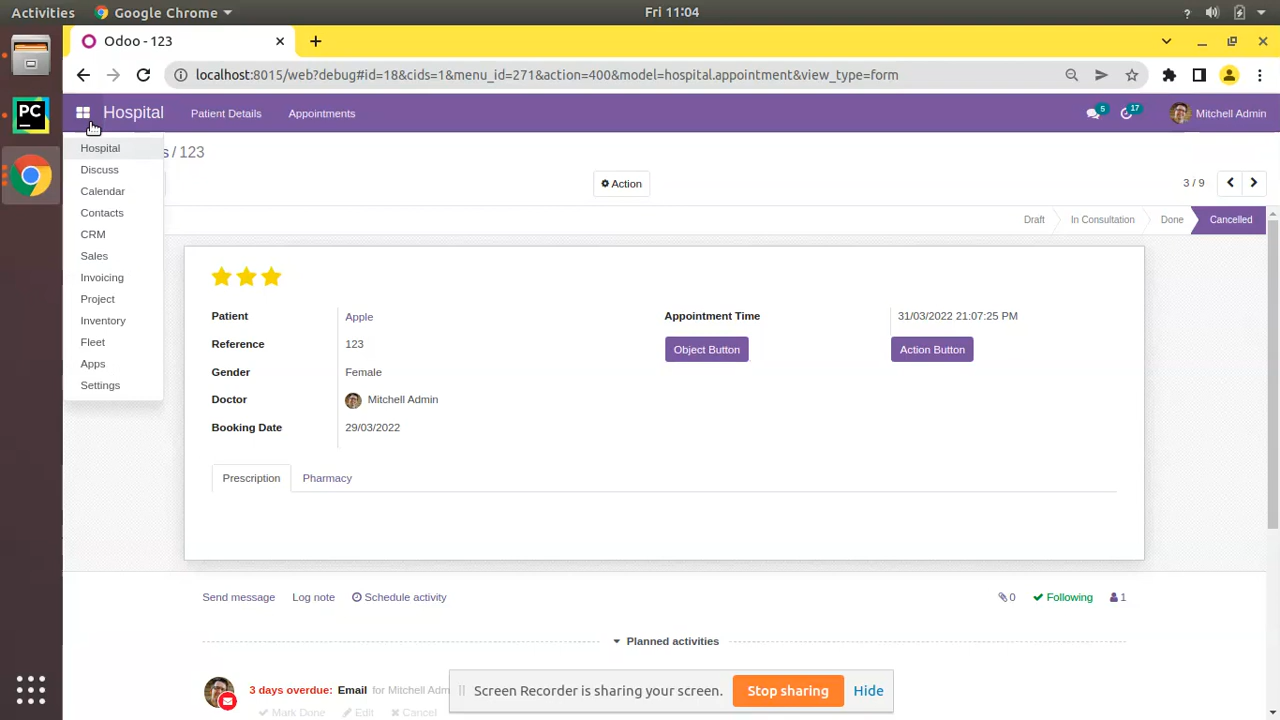 Activities Google Chrome Fri 11:04 ?
Odoo - 123
localhost:8015/web?debug#id=18&cids=1&menu_id=271&action=400&model=hospital.appointment&view_type=form
PC Hospital Patient Details Appointments 5 17 Mitchell Admin
Hospital s / 123
Discuss
Action 3 / 9
Calendar
Contacts Draft In Consultation Done Cancelled
CRM
Sales
Invoicing
Project
Inventory
Fleet
Apps
Settings
Patient Apple Appointment Time 31/03/2022 21:07:25 PM
Reference 123 Object Button Action Button
Gender Female
Doctor Mitchell Admin
Booking Date 29/03/2022
Prescription Pharmacy
Send message Log note Schedule activity 0 Following 1
Planned activities
3 days overdue: Email for Mitchell Adm
Mark Done Edit Cancel
Screen Recorder is sharing your screen. Stop sharing Hide